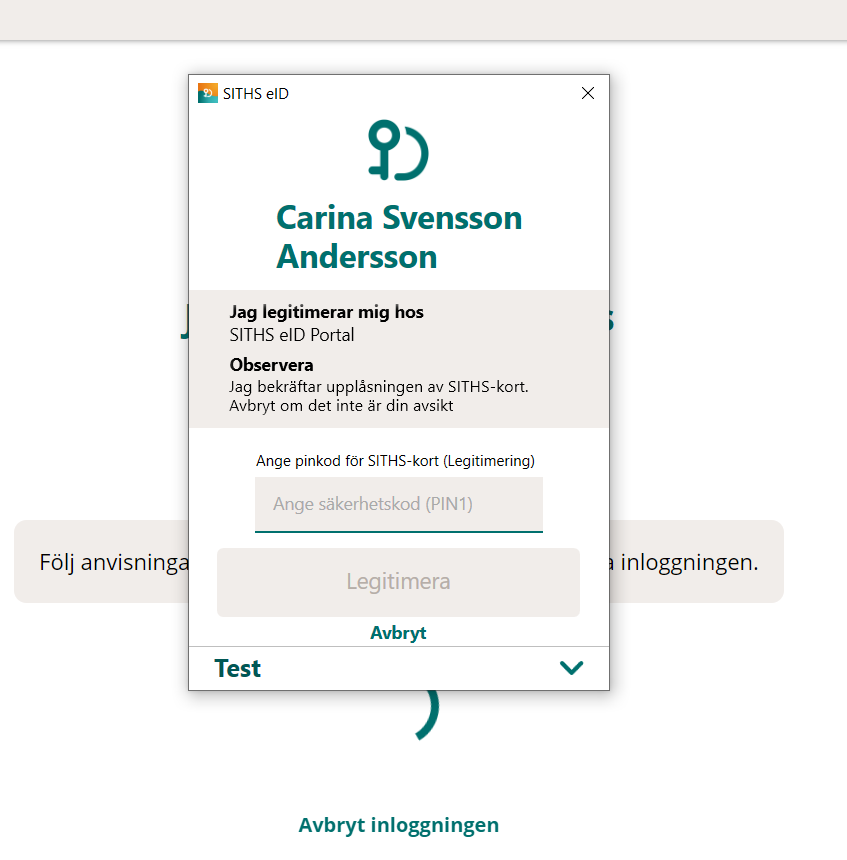 SITHS eID
Carina Svensson
Andersson
Jag legitimerar mig hos
SITHS eID Portal
Observera
Jag bekräftar upplåsningen av SITHS-kort.
Avbryt om det inte är din avsikt
Ange pinkod för SITHS-kort (Legitimering)
Ange säkerhetskod (PIN1)
Följ
inloggningen.
Legitimera
Avbryt
Test
Avbryt inloggningen